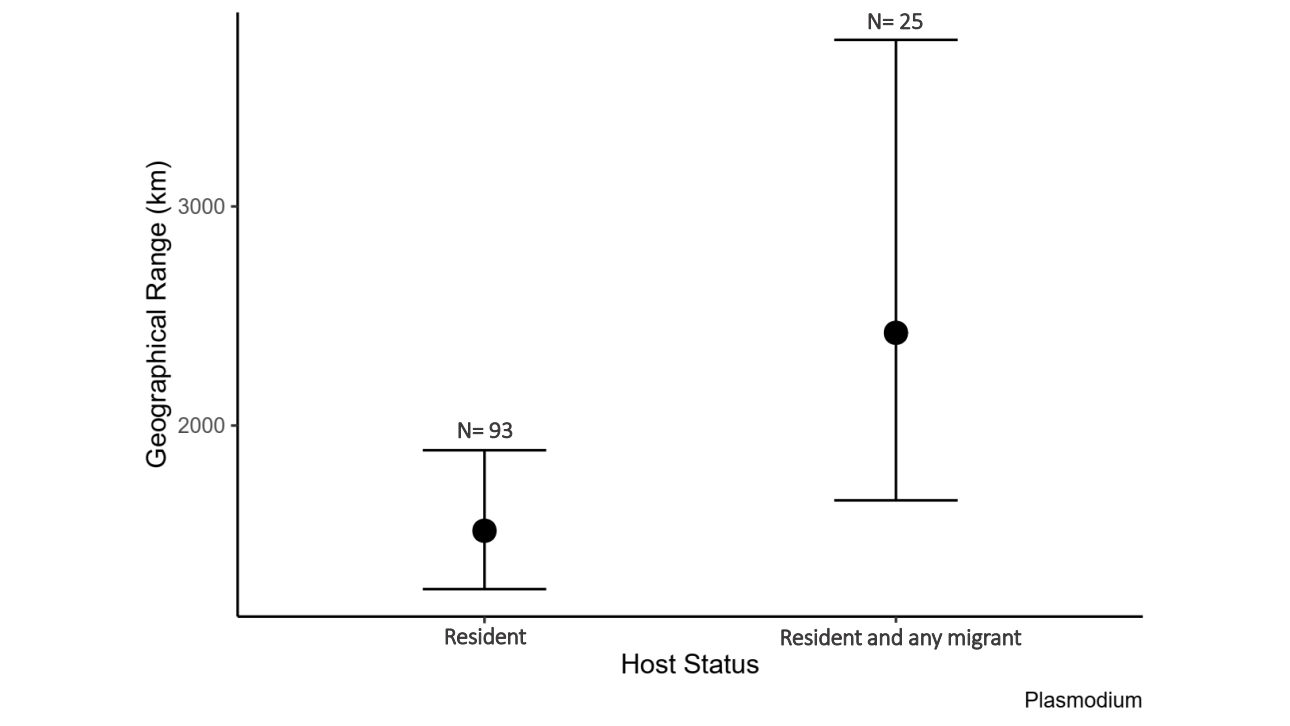 N= 25
3000
Geographical Range (km)
2000
N= 93
Resident
Resident and any migrant
Host Status
Plasmodium